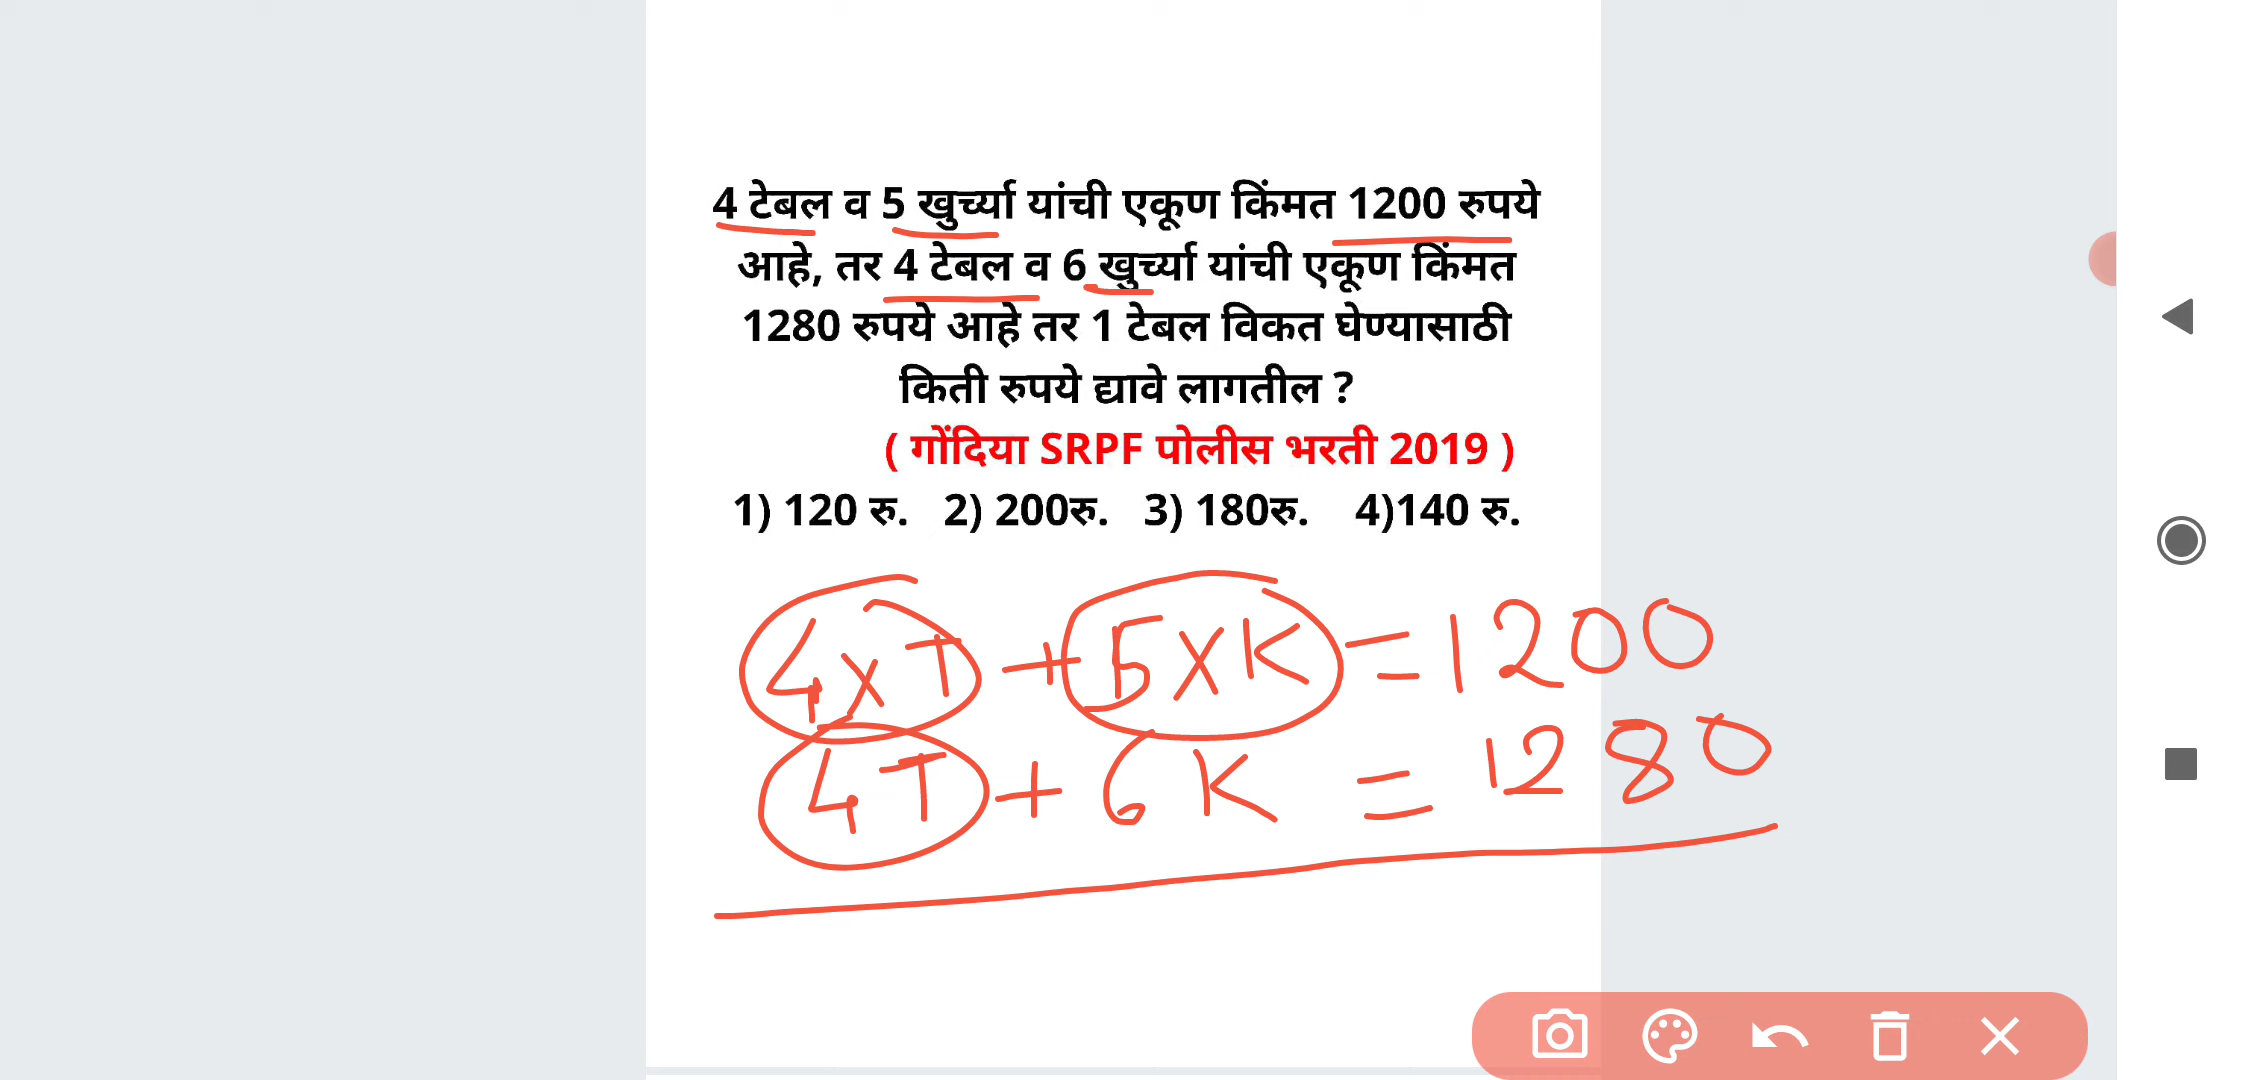 4 टेबल व 5 खुर्च्या यांची एकूण किंमत 1200 रुपये
आहे, तर 4 टेबल व 6 खुर्च्या यांची एकूण किंमत
1280 रुपये आहे तर 1 टेबल विकत घेण्यासाठी
किती रुपये द्यावे लागतील ?
( गोंदिया SRPF पोलीस भरती 2019 )
1) 120 रु. 2) 200रु. 3) 180रु. 4)140 रु.
4xT + 5xK = 1200
4T + 6K = 1280